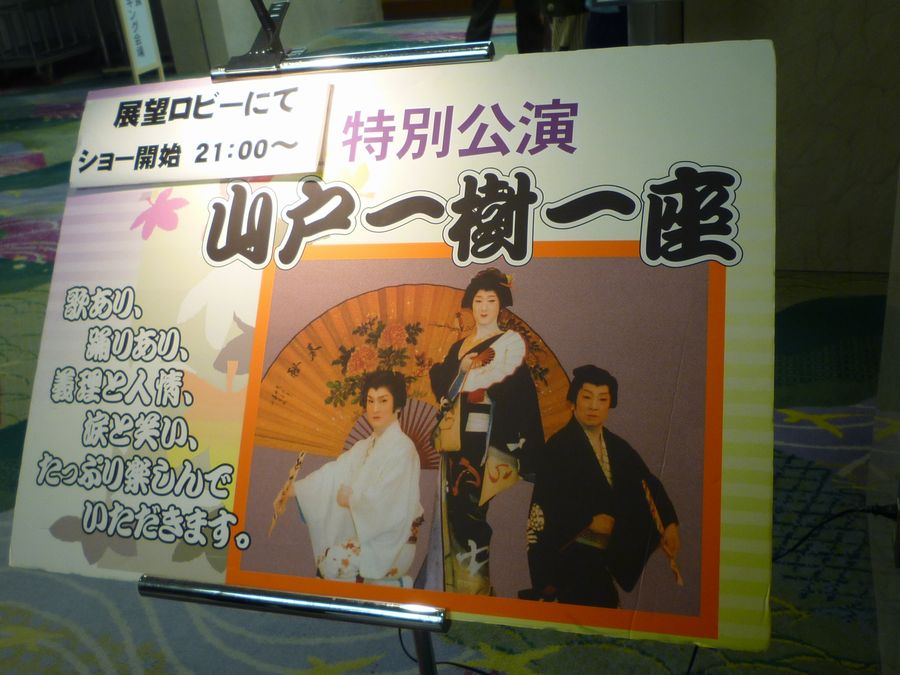 展望ロビーにて
ショー開始 21:00～
特別公演
山戸一樹一座
歌あり、
踊りあり、
義理と人情、
涙と笑い、
たっぷり楽しんで
いただきます。